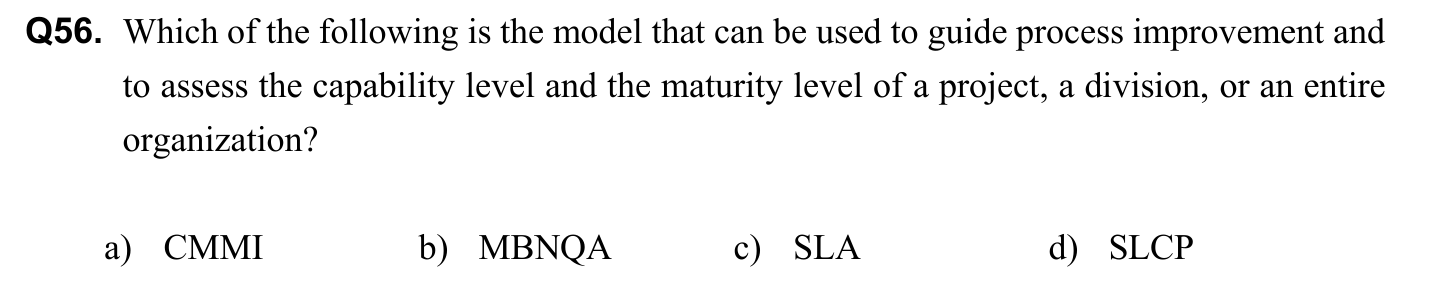 Q56. Which of the following is the model that can be used to guide process improvement and
to assess the capability level and the maturity level of a project, a division, or an entire
organization?
a) CMMI b) MBNQA c) SLA d) SLCP